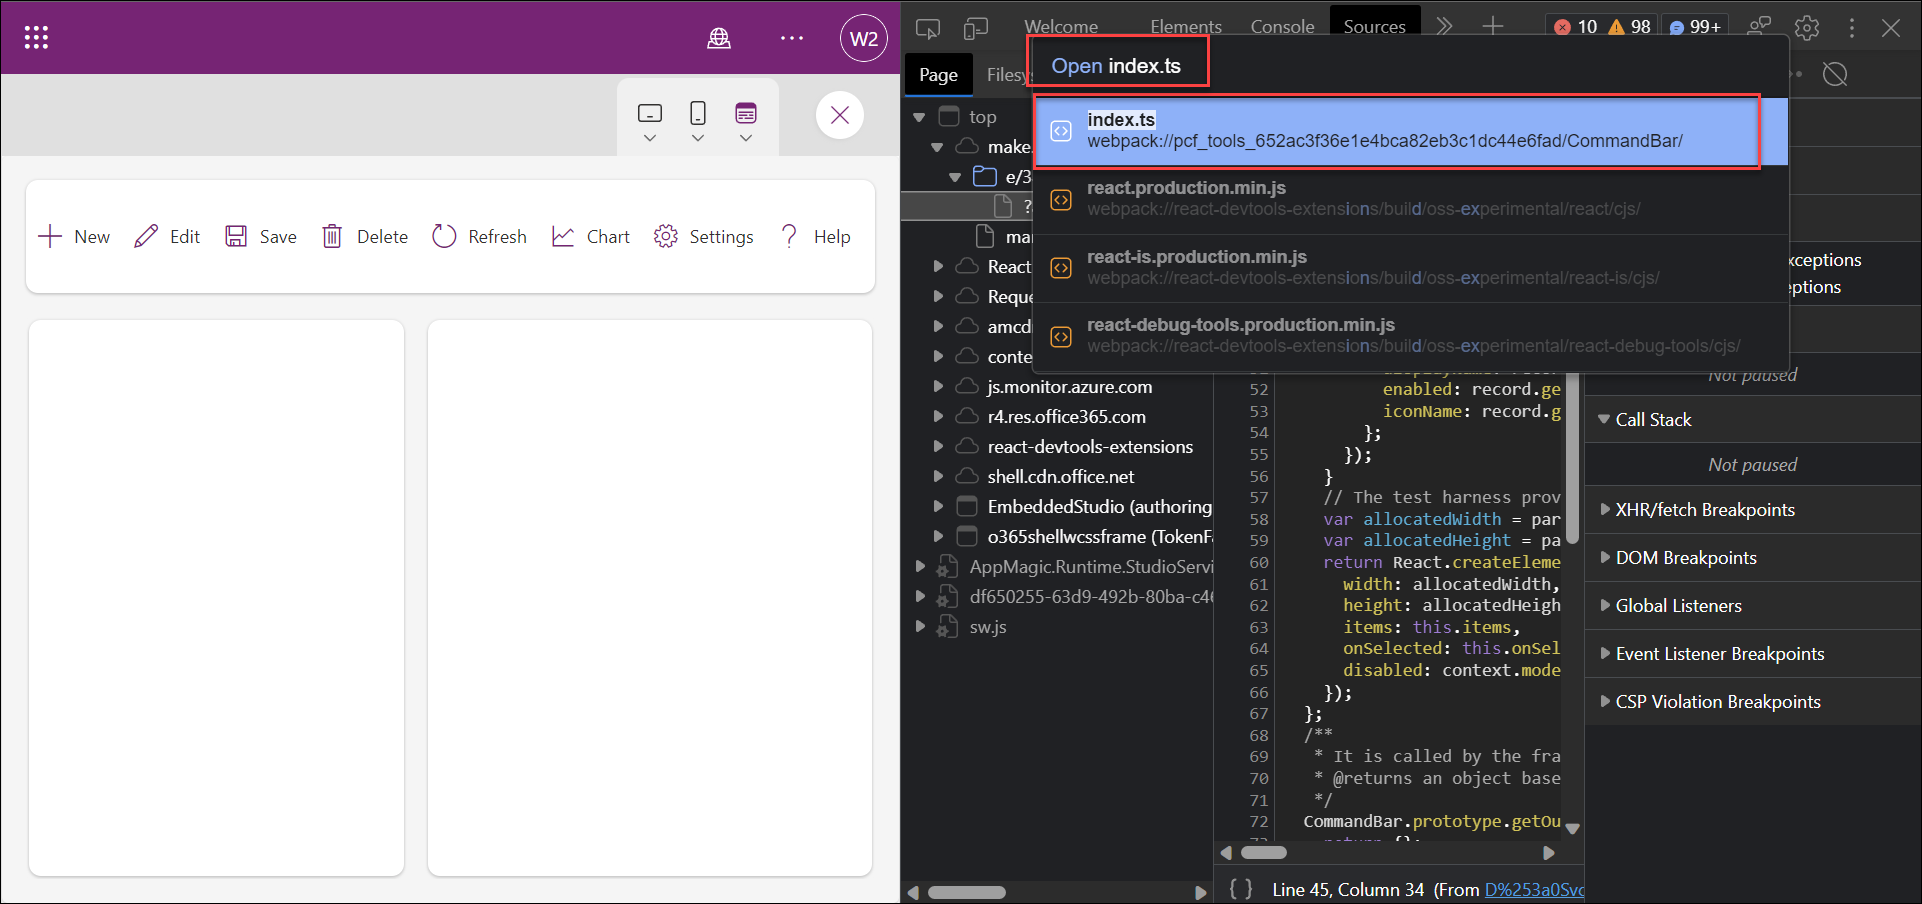 W2
New
Edit
Save
Delete
Refresh
Chart
Settings
Help
Welcome
Elements
Console
Sources
10
98
99+
Page
Open index.ts
index.ts
webpack://pcf_tools_652ac3f36e1e4bca82eb3c1dc44e6fad/CommandBar/
react.production.min.js
webpack://react-devtools-extensions/build/oss-experimental/react/cjs/
react-is.production.min.js
webpack://react-devtools-extensions/build/oss-experimental/react-is/cjs/
react-debug-tools.production.min.js
webpack://react-devtools-extensions/build/oss-experimental/react-debug-tools/cjs/
top
make.
e/3
?
React
js.monitor.azure.com
r4.res.office365.com
react-devtools-extensions
shell.cdn.office.net
EmbeddedStudio (authoring
o365shellwcssframe (TokenFa
AppMagic.Runtime.StudioServi
df650255-63d9-492b-80ba-c46
sw.js
52 enabled: record.ge
53 iconName: record.g
54 };
55 });
56 }
57 // The test harness prov
58 var allocatedWidth = par
59 var allocatedHeight = pa
60 return React.createEleme
61 width: allocatedWidth,
62 height: allocatedHeigh
63 items: this.items,
64 onSelected: this.onSel
65 disabled: context.mode
66 });
67 };
68 /**
69 * It is called by the fra
70 * @returns an object base
71 */
72 CommandBar.prototype.getOu
{ } Line 45, Column 34 (From D%253a0Svc
xceptions
eptions
Not paused
Call Stack
Not paused
XHR/fetch Breakpoints
DOM Breakpoints
Global Listeners
Event Listener Breakpoints
CSP Violation Breakpoints